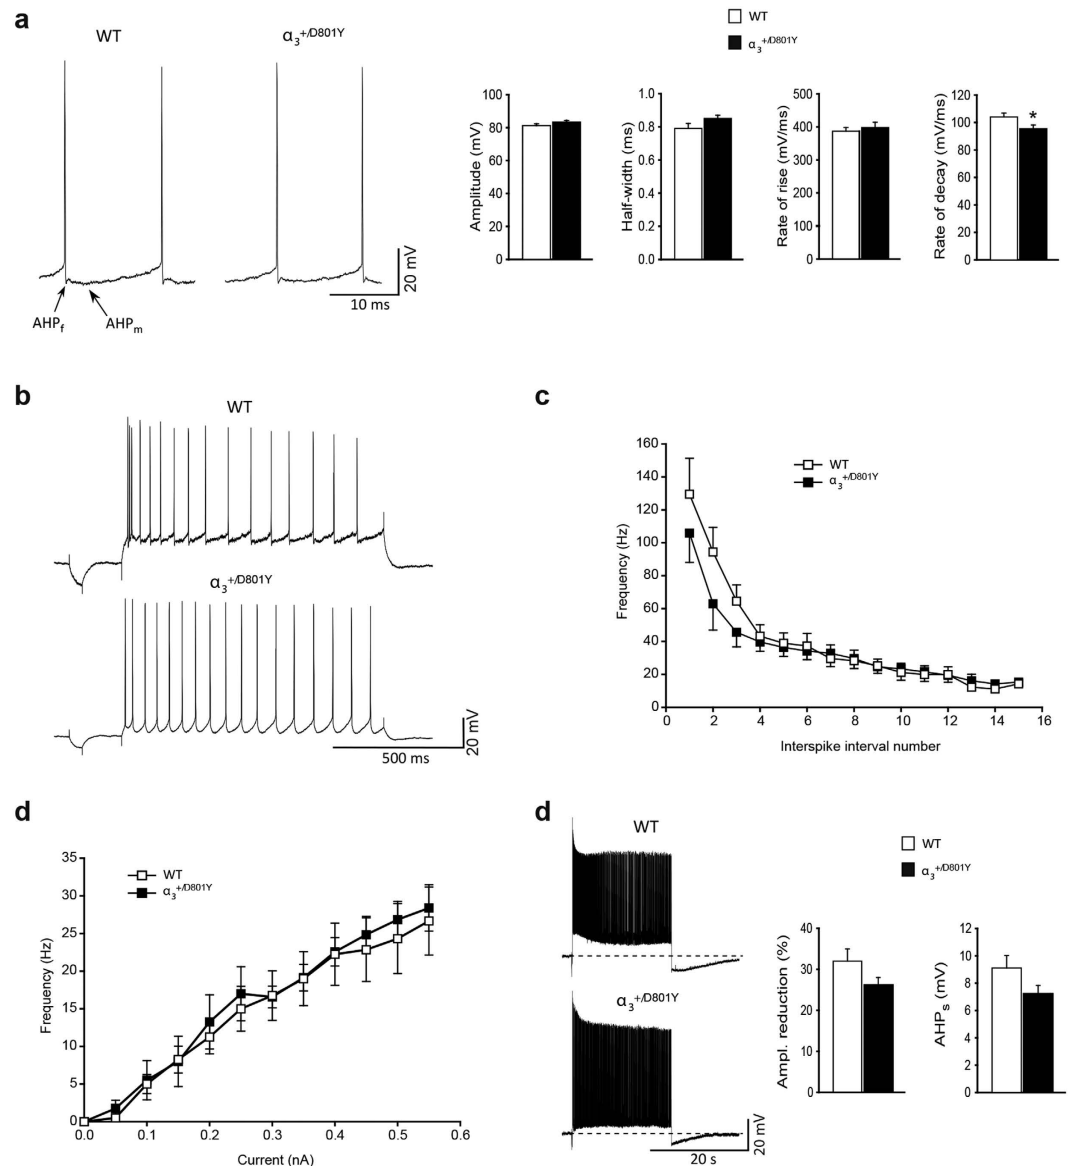 a
WT
α3+/D801Y
20 mV
10 ms
AHPf
AHPm
WT
α3+/D801Y
Amplitude (mV)
100
80
60
40
20
0
Half-width (ms)
1.0
0.8
0.6
0.4
0.2
0.0
Rate of rise (mV/ms)
500
400
300
200
100
0
Rate of decay (mV/ms)
120
100
80
60
40
20
0
*
b
WT
α3+/D801Y
20 mV
500 ms
c
WT
α3+/D801Y
Frequency (Hz)
160
140
120
100
80
60
40
20
0
0 2 4 6 8 10 12 14 16
Interspike interval number
d
WT
α3+/D801Y
Frequency (Hz)
35
30
25
20
15
10
5
0
0.0 0.1 0.2 0.3 0.4 0.5 0.6
Current (nA)
d
WT
α3+/D801Y
20 mV
20 s
WT
α3+/D801Y
Ampl. reduction (%)
40
30
20
10
0
AHPs (mV)
12
10
8
6
4
2
0